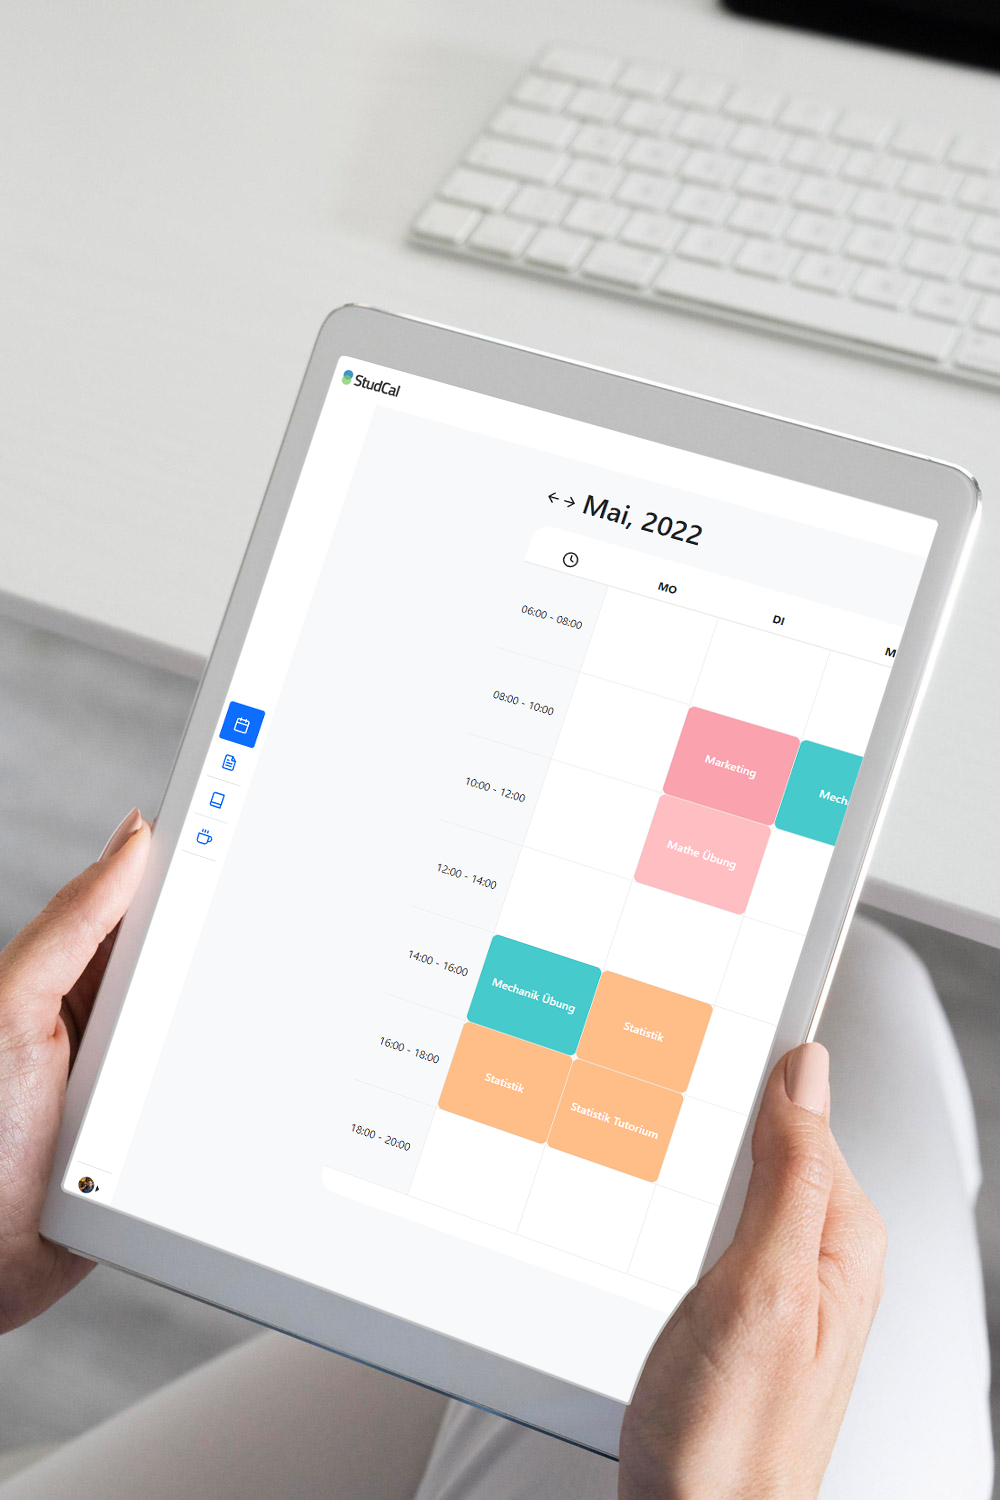 StudCal
Mai, 2022
MO
DI
M
06:00 - 08:00
08:00 - 10:00
Marketing
Mech
10:00 - 12:00
Mathe Übung
12:00 - 14:00
14:00 - 16:00
Mechanik Übung
Statistik
16:00 - 18:00
Statistik
Statistik Tutorium
18:00 - 20:00